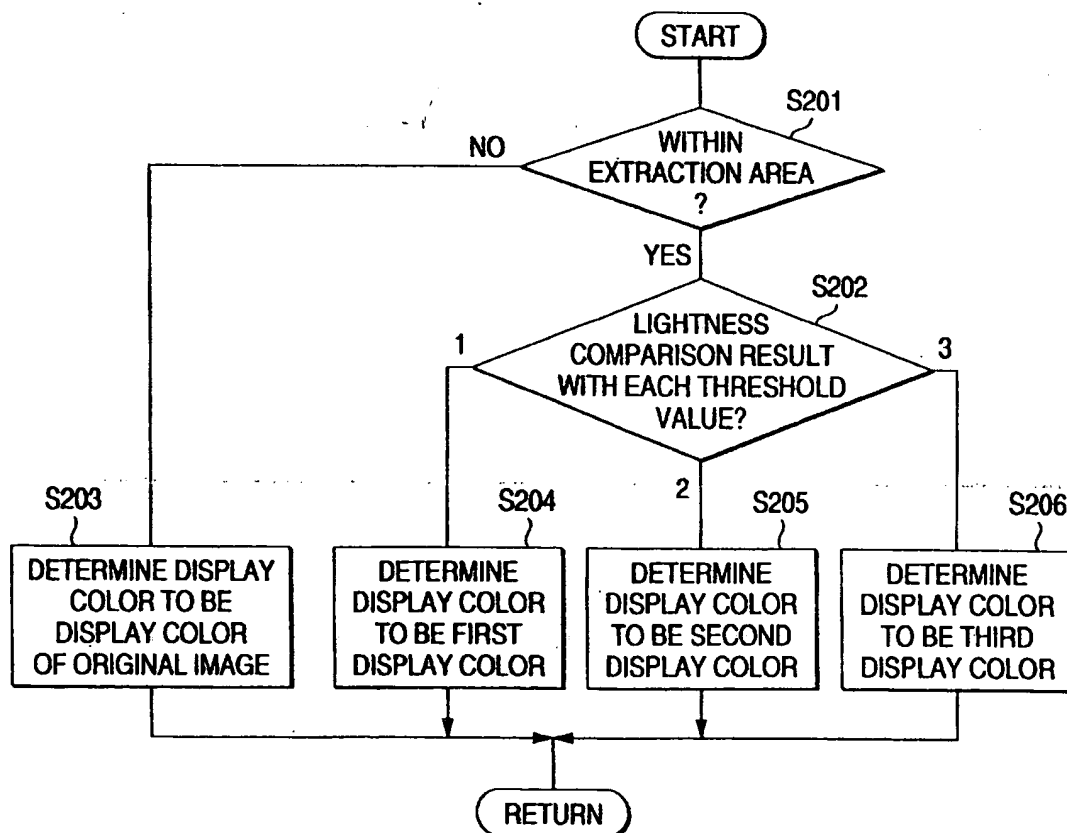 START
S201
NO
WITHIN
EXTRACTION AREA
?
YES
S202
1
LIGHTNESS
COMPARISON RESULT
WITH EACH THRESHOLD
VALUE?
3
2
S203
DETERMINE DISPLAY
COLOR TO BE
DISPLAY COLOR
OF ORIGINAL IMAGE
S204
DETERMINE
DISPLAY COLOR
TO BE FIRST
DISPLAY COLOR
S205
DETERMINE
DISPLAY COLOR
TO BE SECOND
DISPLAY COLOR
S206
DETERMINE
DISPLAY COLOR
TO BE THIRD
DISPLAY COLOR
RETURN